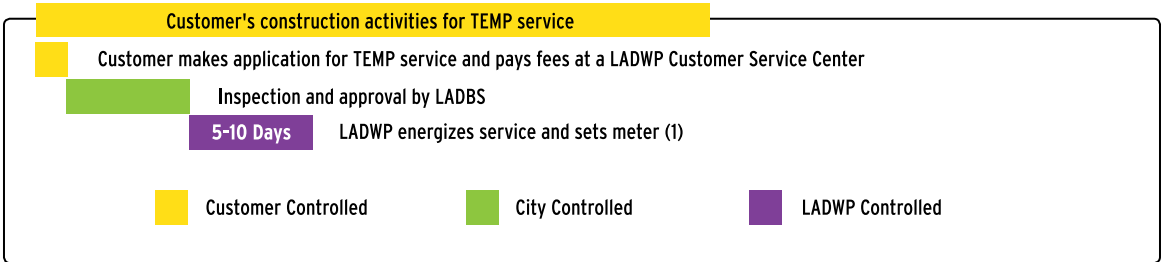 Customer's construction activities for TEMP service
Customer makes application for TEMP service and pays fees at a LADWP Customer Service Center
Inspection and approval by LADBS
5-10 Days LADWP energizes service and sets meter (1)
Customer Controlled City Controlled LADWP Controlled